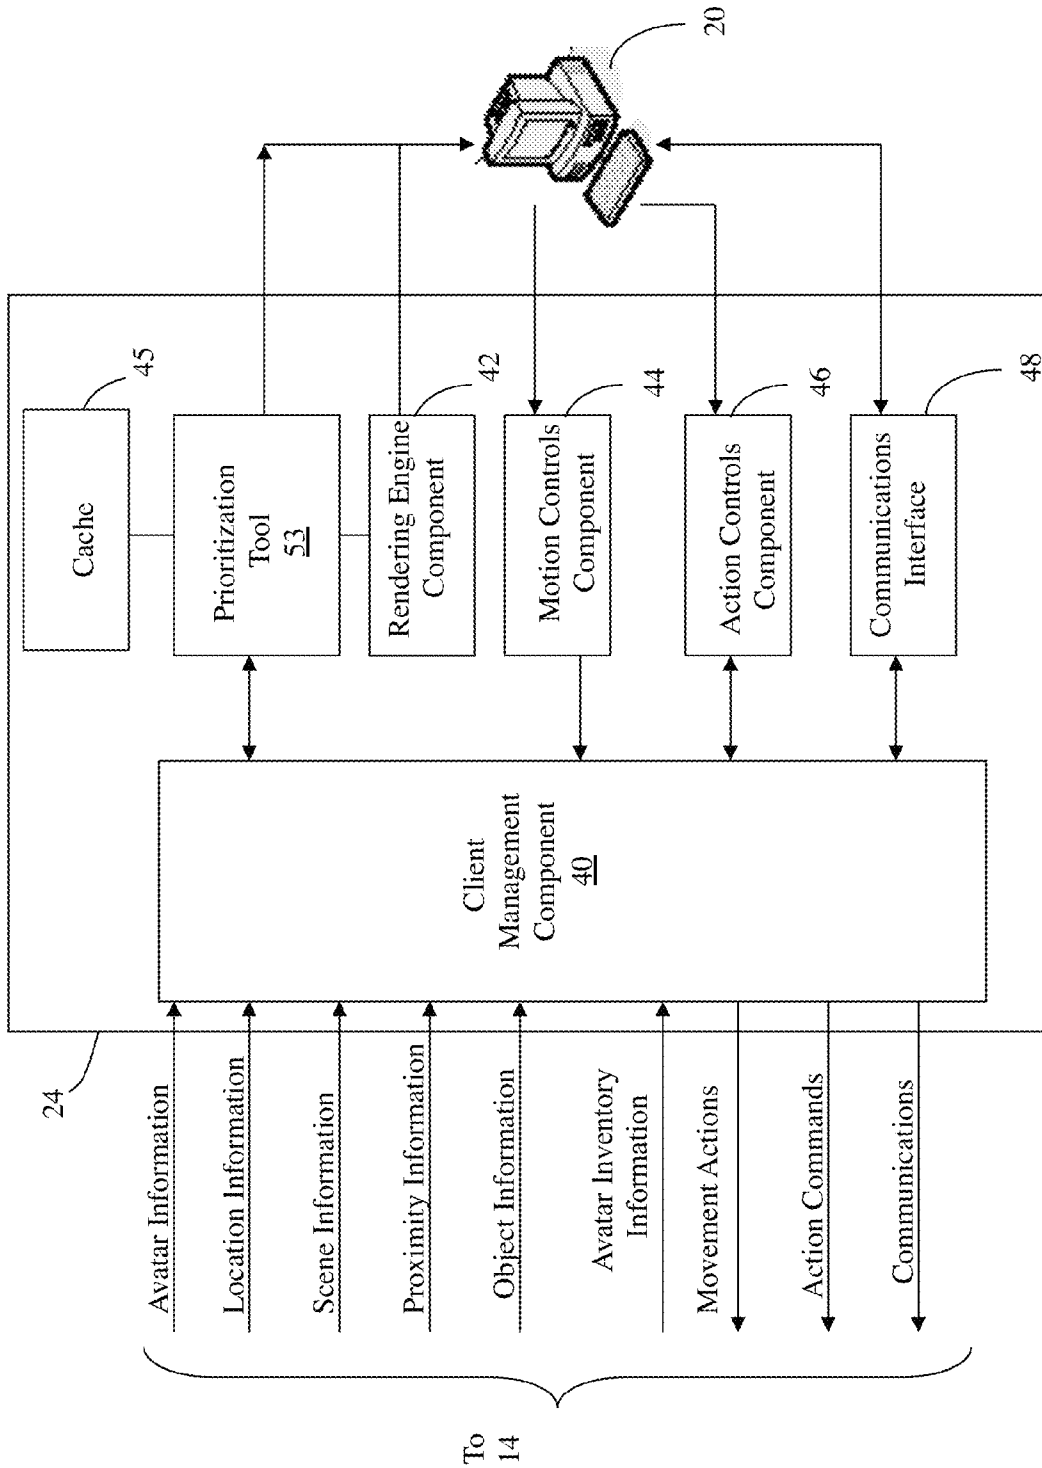 24
Avatar Information
Location Information
Scene Information
Proximity Information
Object Information
Avatar Inventory
Information
Movement Actions
Action Commands
Communications
To
14
Client
Management
Component
40
Cache
45
Prioritization
Tool
53
Rendering Engine
Component
42
Motion Controls
Component
44
Action Controls
Component
46
Communications
Interface
48
20